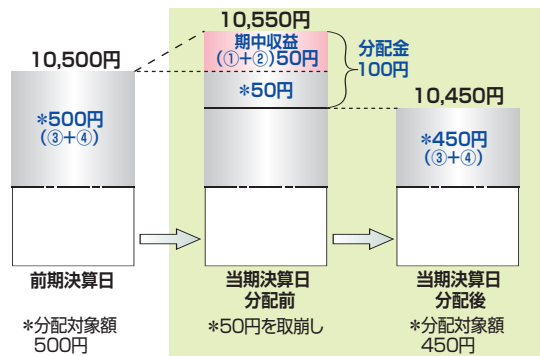 10,500円
*500円
(③+④)
前期決算日
*分配対象額
500円
10,550円
期中収益
(①+②)50円
*50円
分配金
100円
当期決算日
分配前
*50円を取崩し
10,450円
*450円
(③+④)
当期決算日
分配後
*分配対象額
450円